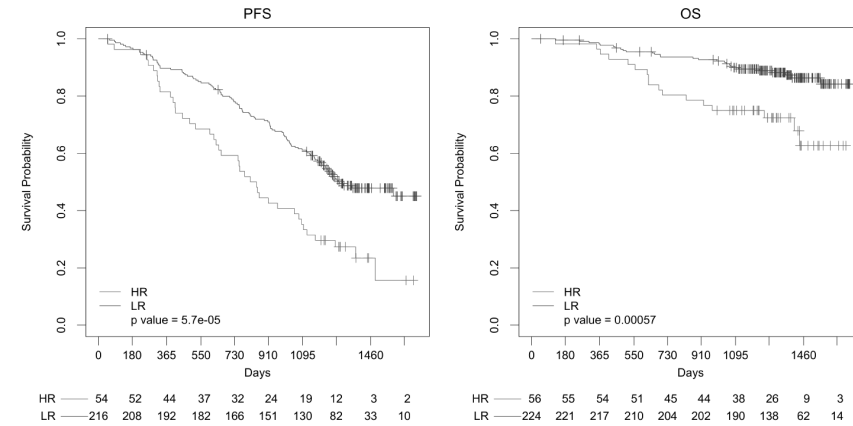 PFS
Survival Probability
1.0
0.8
0.6
0.4
0.2
0.0
HR
LR
p value = 5.7e-05
0 180 365 550 730 910 1095 1460
Days
HR 54 52 44 37 32 24 19 12 3 2
LR 216 208 192 182 166 151 130 82 33 10
OS
Survival Probability
1.0
0.8
0.6
0.4
0.2
0.0
HR
LR
p value = 0.00057
0 180 365 550 730 910 1095 1460
Days
HR 56 55 54 51 45 44 38 26 9 3
LR 224 221 217 210 204 202 190 138 62 14